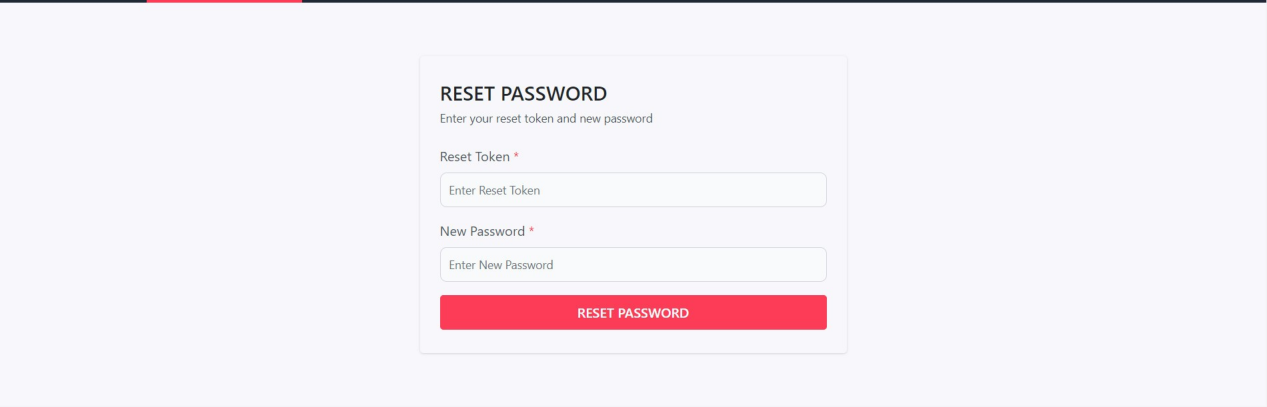 RESET PASSWORD
Enter your reset token and new password
Reset Token *
Enter Reset Token
New Password *
Enter New Password
RESET PASSWORD